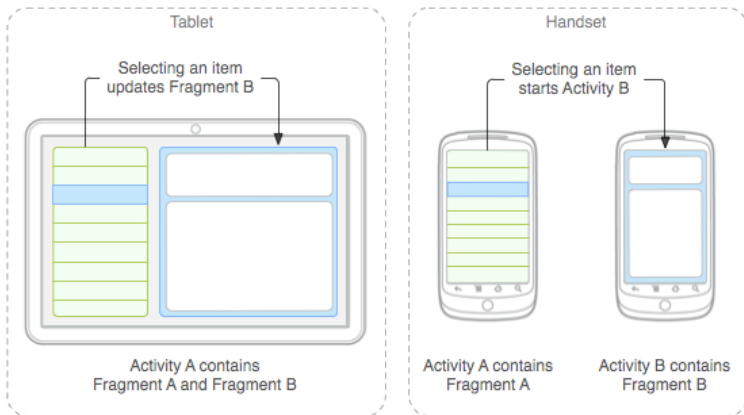 Tablet
Selecting an item
updates Fragment B
Activity A contains
Fragment A and Fragment B
Handset
Selecting an item
starts Activity B
Activity A contains
Fragment A
Activity B contains
Fragment B